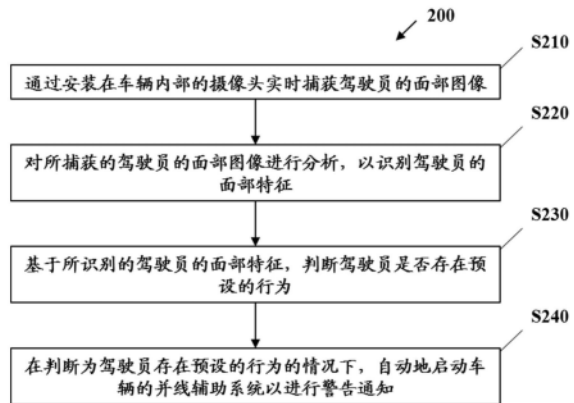 200
S210
通过安装在车辆内部的摄像头实时捕获驾驶员的面部图像
S220
对所捕获的驾驶员的面部图像进行分析，以识别驾驶员的
面部特征
S230
基于所识别的驾驶员的面部特征，判断驾驶员是否存在预
设的行为
S240
在判断为驾驶员存在预设的行为的情况下，自动地启动车
辆的并线辅助系统以进行警告通知